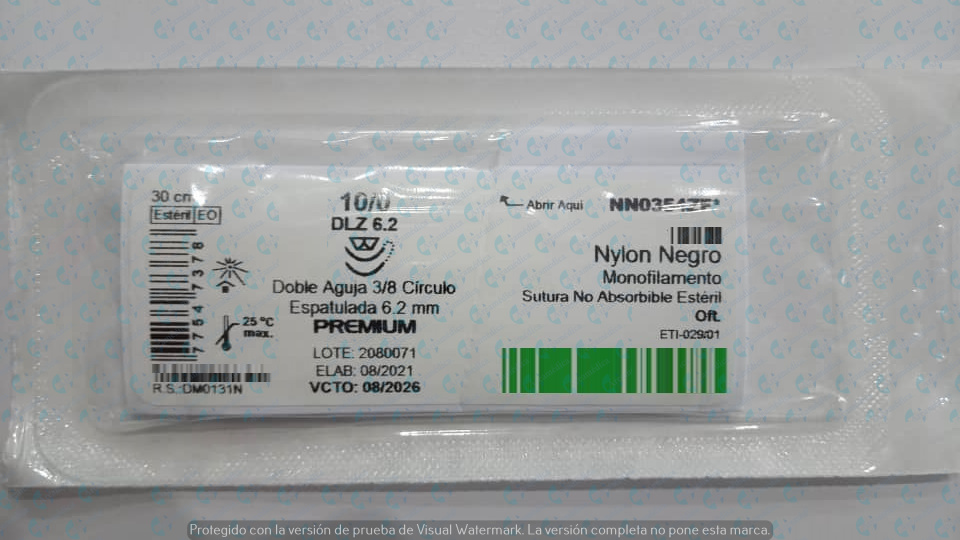 30 cm
Estéril EO
7754 7378
25 °C
max.
R.S.:DM0131N
10/0
DLZ 6.2
Doble Aguja 3/8 Círculo
Espatulada 6.2 mm
PREMIUM
LOTE: 2080071
ELAB: 08/2021
VCTO: 08/2026
Abrir Aquí
Nylon Negro
Monofilamento
Sutura No Absorbible Estéril
Oft.
ETI-029/01
Protegido con la versión de prueba de Visual Watermark. La versión completa no pone esta marca.